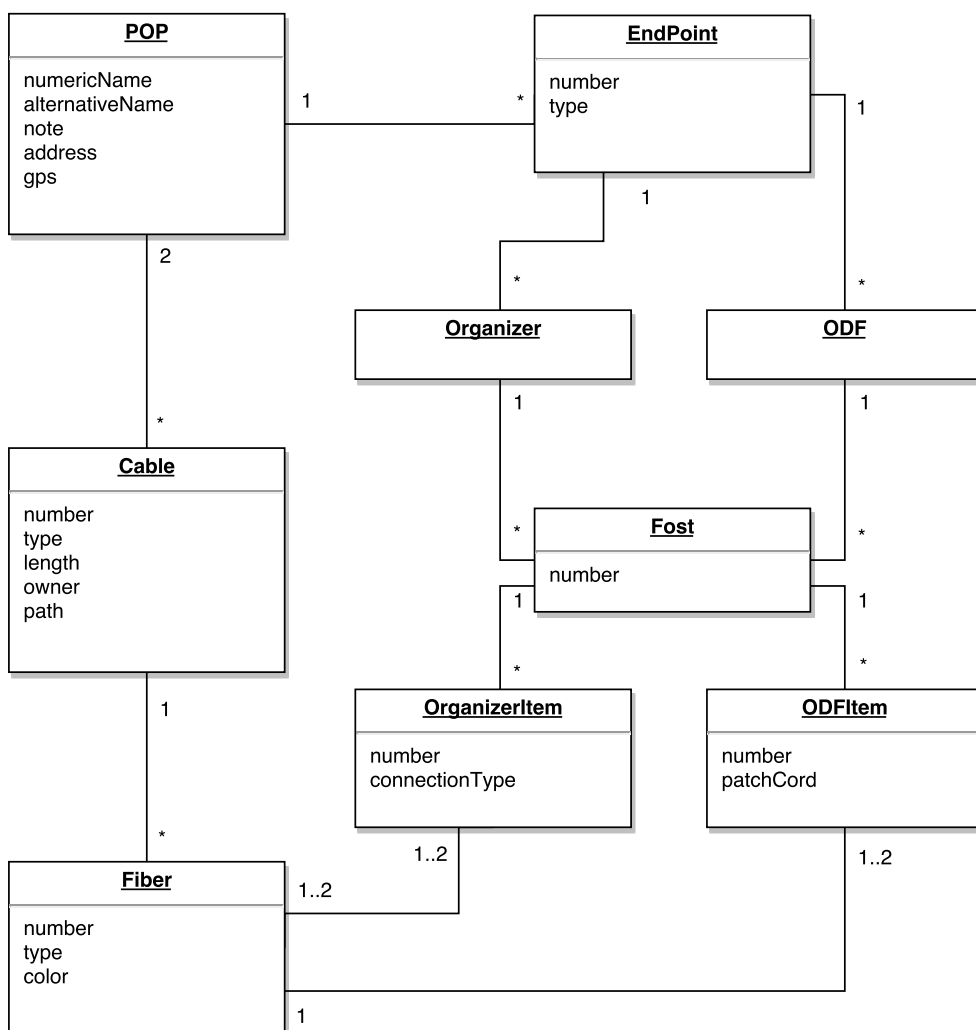 POP
numericName
alternativeName
note
address
gps
1
*
EndPoint
number
type
1
1
2
*
*
Organizer
ODF
1
1
*
Cable
number
type
length
owner
path
*
*
Fost
number
1
1
*
*
1
OrganizerItem
number
connectionType
ODFItem
number
patchCord
*
1..2
1..2
Fiber
number
type
color
1..2
1